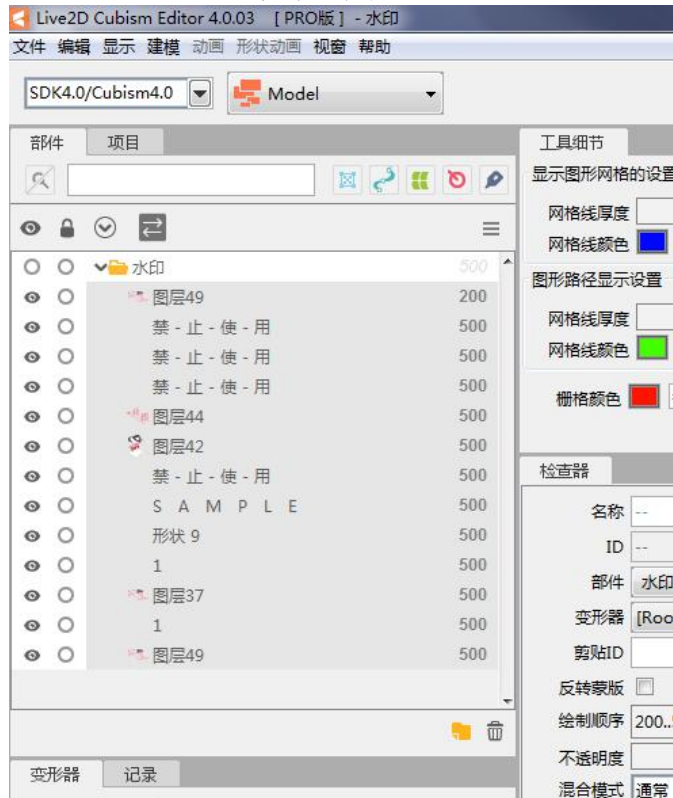 Live2D Cubism Editor 4.0.03 [ PRO版 ] - 水印
文件 编辑 显示 建模 动画 形状动画 视窗 帮助
SDK4.0/Cubism4.0 Model
部件 项目
水印 500
图层49 200
禁 - 止 - 使 - 用 500
禁 - 止 - 使 - 用 500
禁 - 止 - 使 - 用 500
图层44 500
图层42 500
禁 - 止 - 使 - 用 500
S A M P L E 500
形状 9 500
1 500
图层37 500
1 500
图层49 500
变形器 记录
工具细节
显示图形网格的设置
网格线厚度
网格线颜色
图形路径显示设置
网格线厚度
网格线颜色
栅格颜色
检查器
名称 --
ID --
部件 水印
变形器 [Roo
剪贴ID
反转蒙版
绘制顺序 200..
不透明度
混合模式 通常